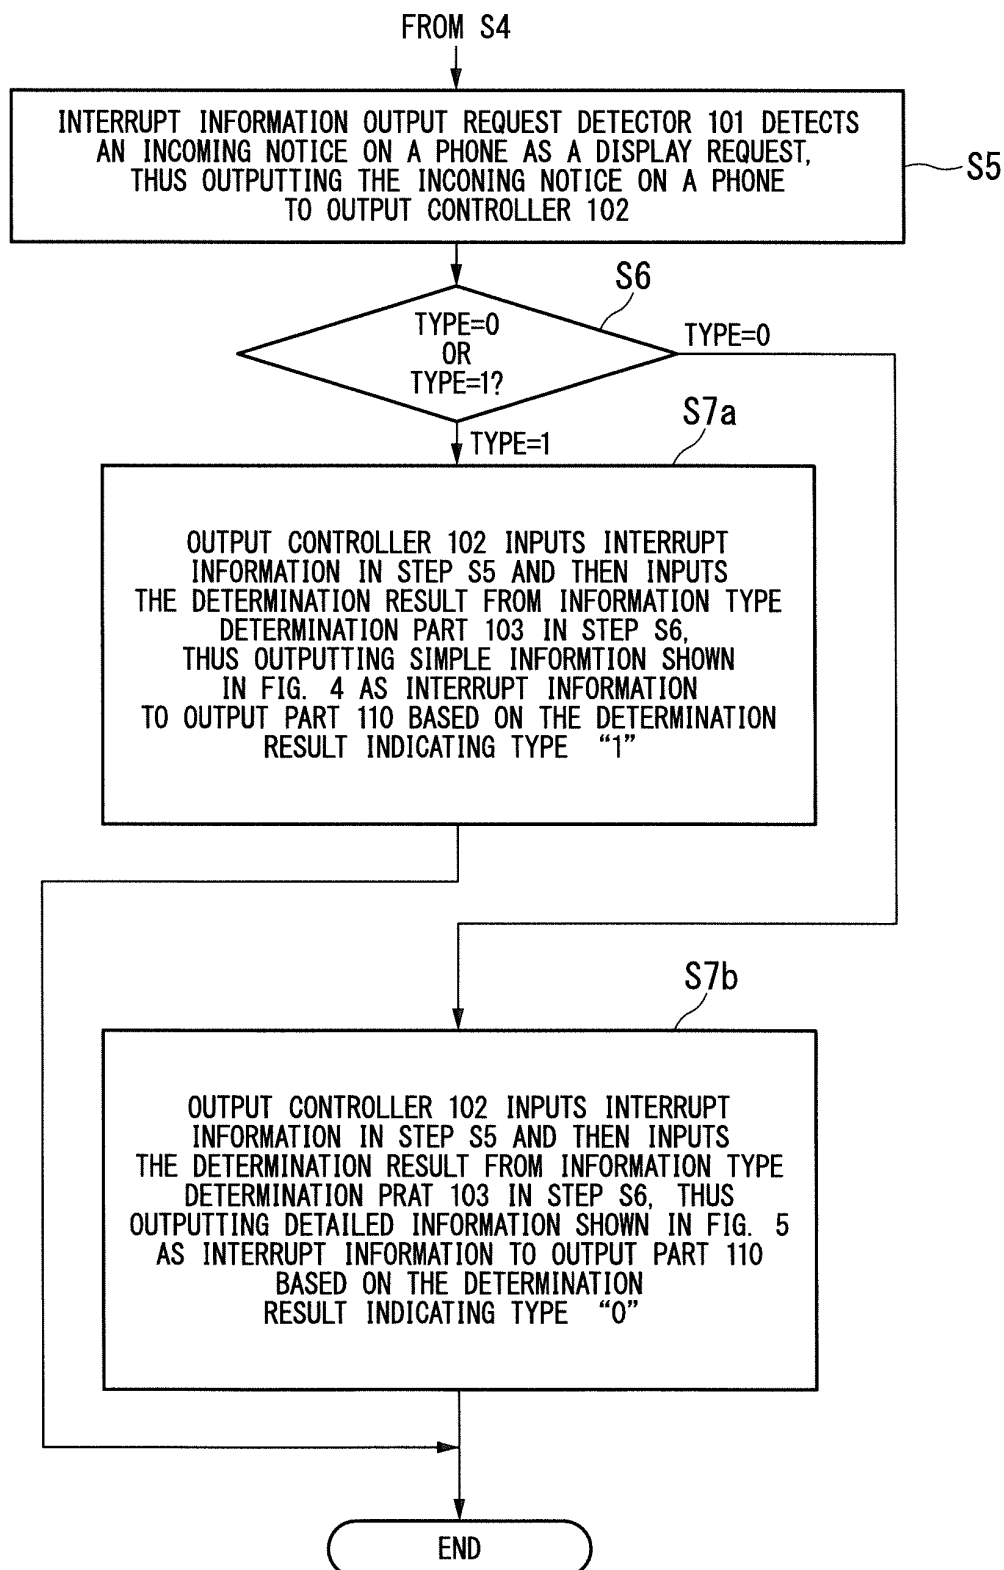 FROM S4
INTERRUPT INFORMATION OUTPUT REQUEST DETECTOR 101 DETECTS
AN INCOMING NOTICE ON A PHONE AS A DISPLAY REQUEST,
THUS OUTPUTTING THE INCONING NOTICE ON A PHONE
TO OUTPUT CONTROLLER 102
S5
S6
TYPE=0
OR
TYPE=1?
TYPE=0
TYPE=1
S7a
OUTPUT CONTROLLER 102 INPUTS INTERRUPT
INFORMATION IN STEP S5 AND THEN INPUTS
THE DETERMINATION RESULT FROM INFORMATION TYPE
DETERMINATION PART 103 IN STEP S6,
THUS OUTPUTTING SIMPLE INFORMTION SHOWN
IN FIG. 4 AS INTERRUPT INFORMATION
TO OUTPUT PART 110 BASED ON THE DETERMINATION
RESULT INDICATING TYPE “1”
S7b
OUTPUT CONTROLLER 102 INPUTS INTERRUPT
INFORMATION IN STEP S5 AND THEN INPUTS
THE DETERMINATION RESULT FROM INFORMATION TYPE
DETERMINATION PRAT 103 IN STEP S6, THUS
OUTPUTTING DETAILED INFORMATION SHOWN IN FIG. 5
AS INTERRUPT INFORMATION TO OUTPUT PART 110
BASED ON THE DETERMINATION
RESULT INDICATING TYPE “0”
END